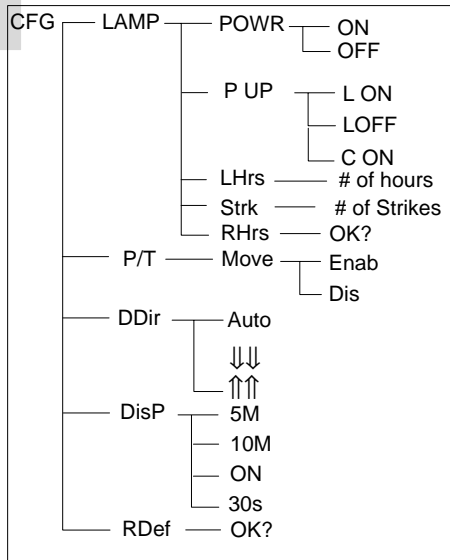 CFG LAMP POWR ON
OFF
P UP L ON
LOFF
C ON
LHrs # of hours
Strk # of Strikes
RHrs OK?
P/T Move Enab
Dis
DDir Auto
⇓⇓
⇑⇑
DisP 5M
10M
ON
30s
RDef OK?